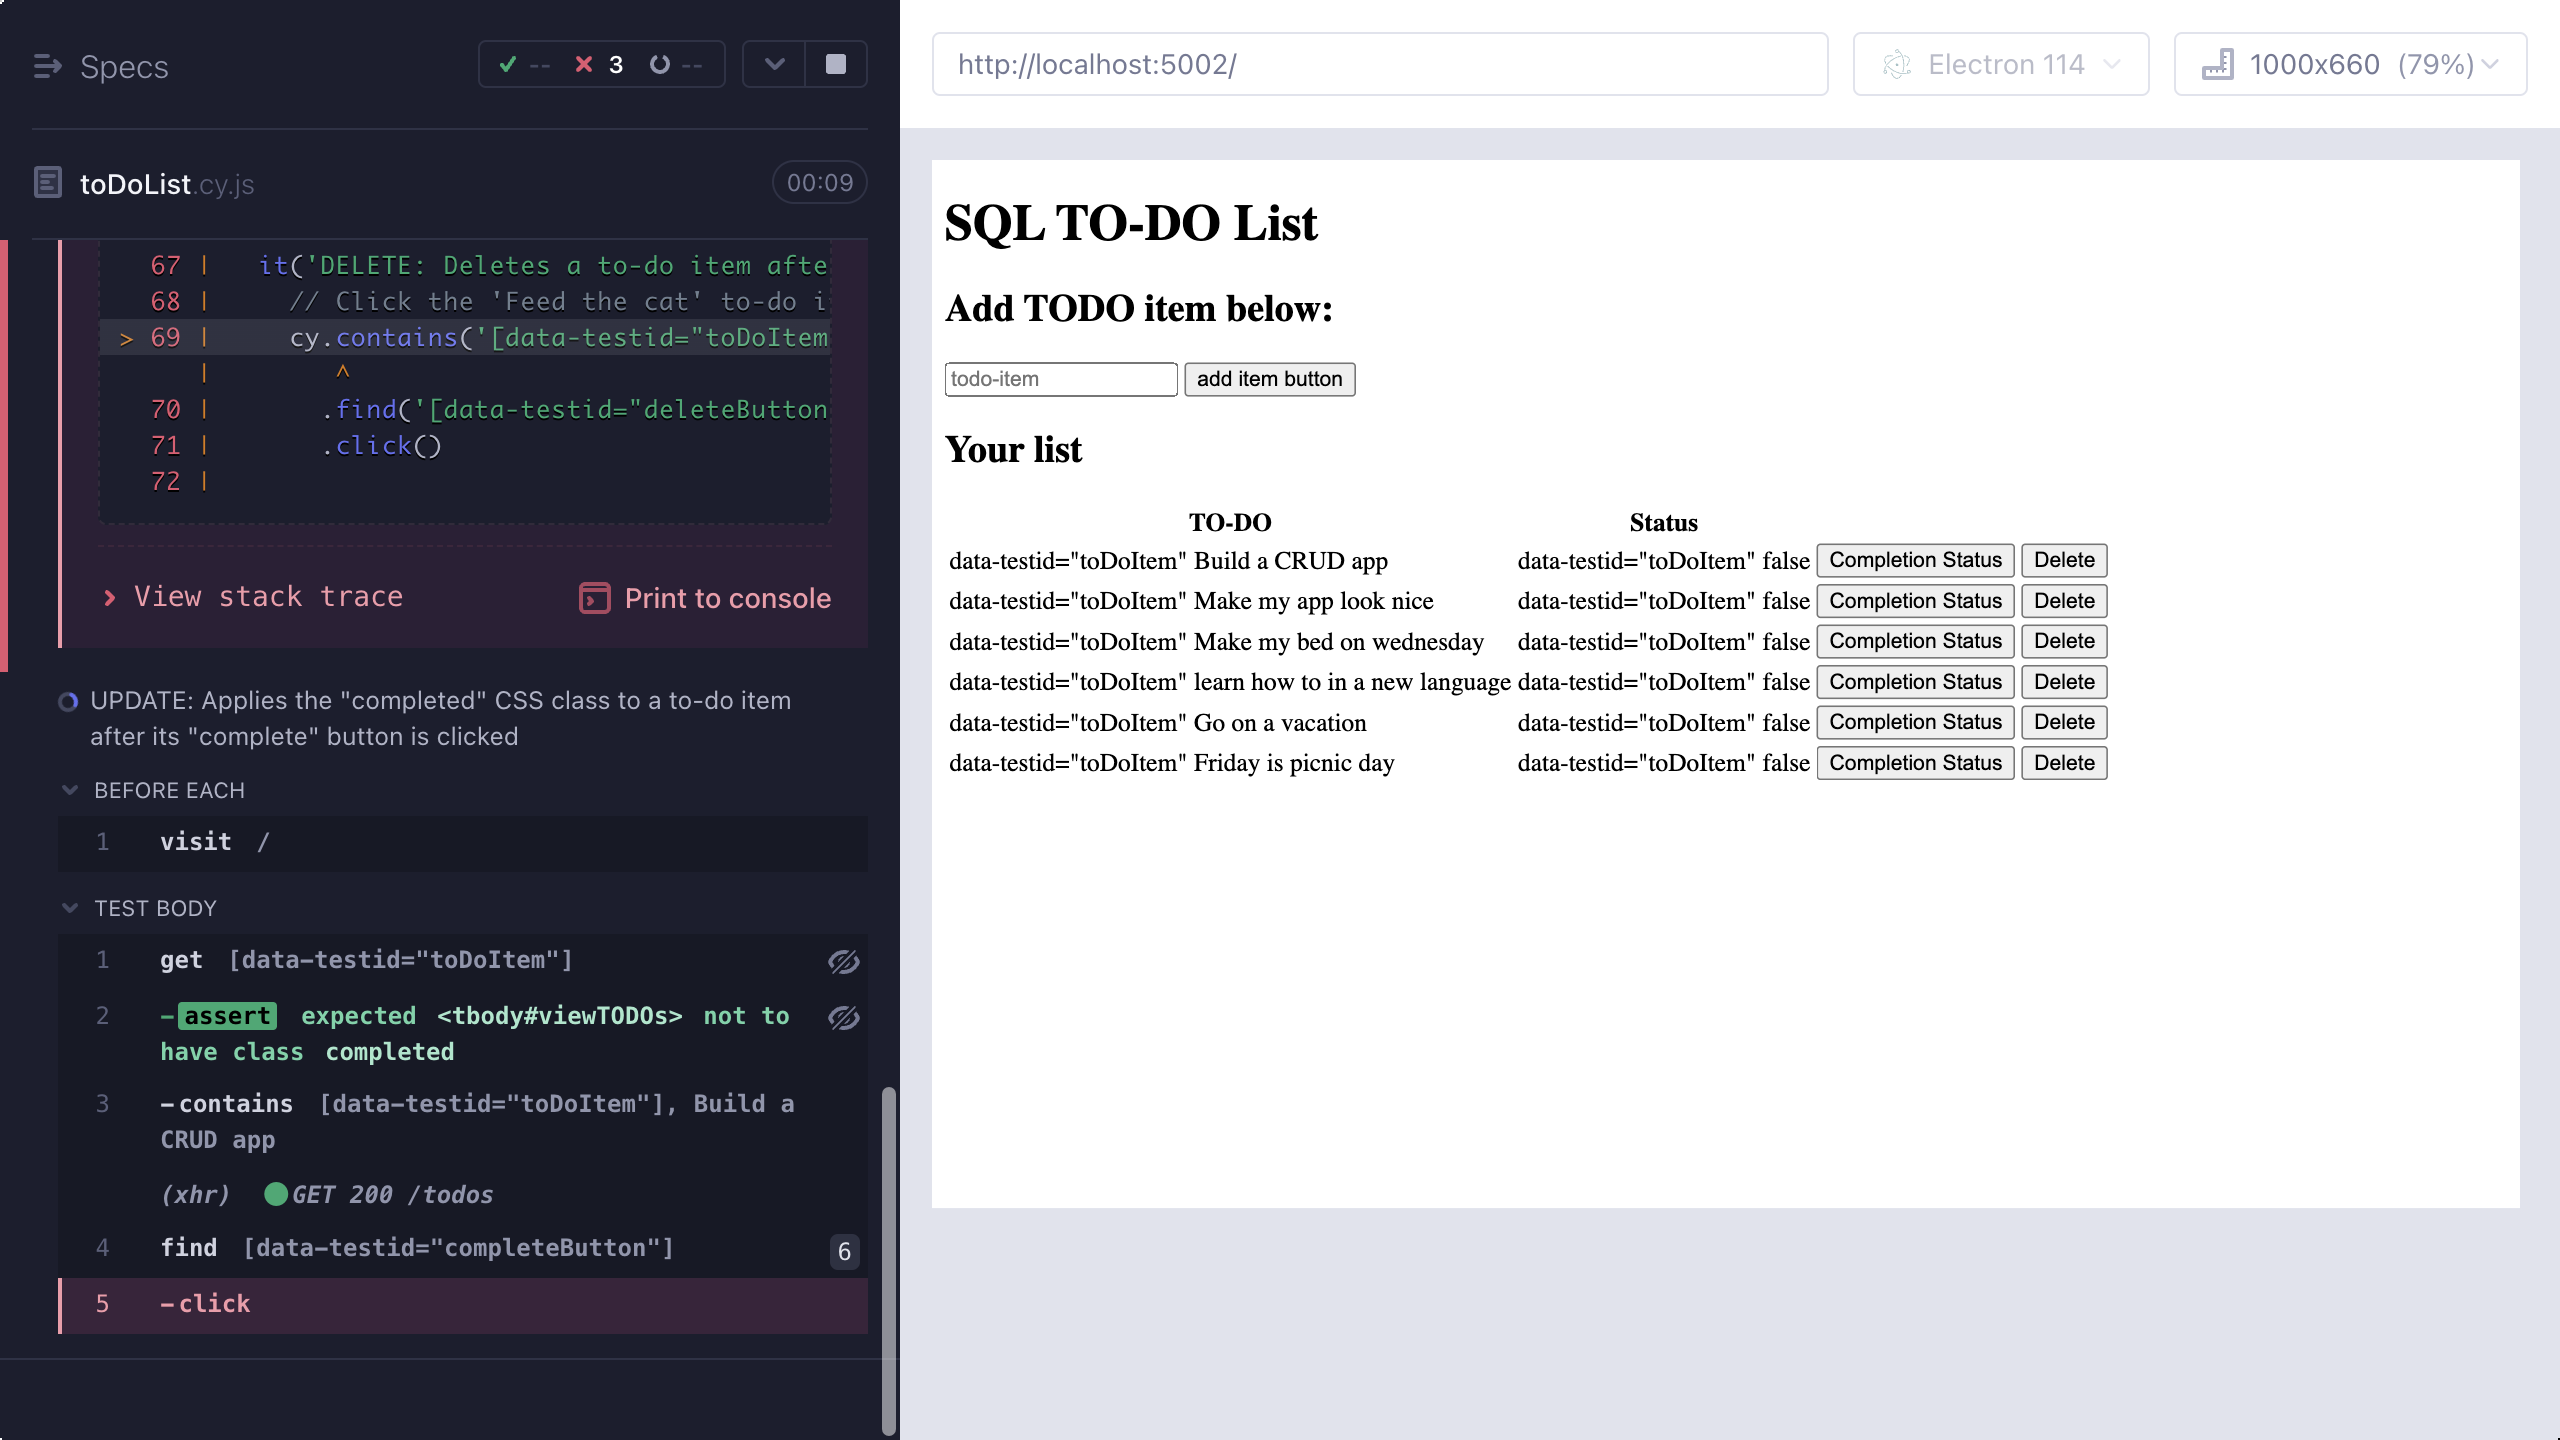 Specs
-- 3 --
toDoList.cy.js 00:09
67 | it('DELETE: Deletes a to-do item afte
68 | // Click the 'Feed the cat' to-do i
> 69 | cy.contains('[data-testid="toDoItem
| ^
70 | .find('[data-testid="deleteButton
71 | .click()
72 |
View stack trace Print to console
UPDATE: Applies the "completed" CSS class to a to-do item
after its "complete" button is clicked
BEFORE EACH
1 visit /
TEST BODY
1 get [data-testid="toDoItem"]
2 -assert expected <tbody#viewTODOs> not to
have class completed
3 -contains [data-testid="toDoItem"], Build a
CRUD app
(xhr) GET 200 /todos
4 find [data-testid="completeButton"] 6
5 -click
http://localhost:5002/ Electron 114 1000x660 (79%)
SQL TO-DO List
Add TODO item below:
todo-item add item button
Your list
TO-DO Status
data-testid="toDoItem" Build a CRUD app data-testid="toDoItem" false Completion Status Delete
data-testid="toDoItem" Make my app look nice data-testid="toDoItem" false Completion Status Delete
data-testid="toDoItem" Make my bed on wednesday data-testid="toDoItem" false Completion Status Delete
data-testid="toDoItem" learn how to in a new language data-testid="toDoItem" false Completion Status Delete
data-testid="toDoItem" Go on a vacation data-testid="toDoItem" false Completion Status Delete
data-testid="toDoItem" Friday is picnic day data-testid="toDoItem" false Completion Status Delete